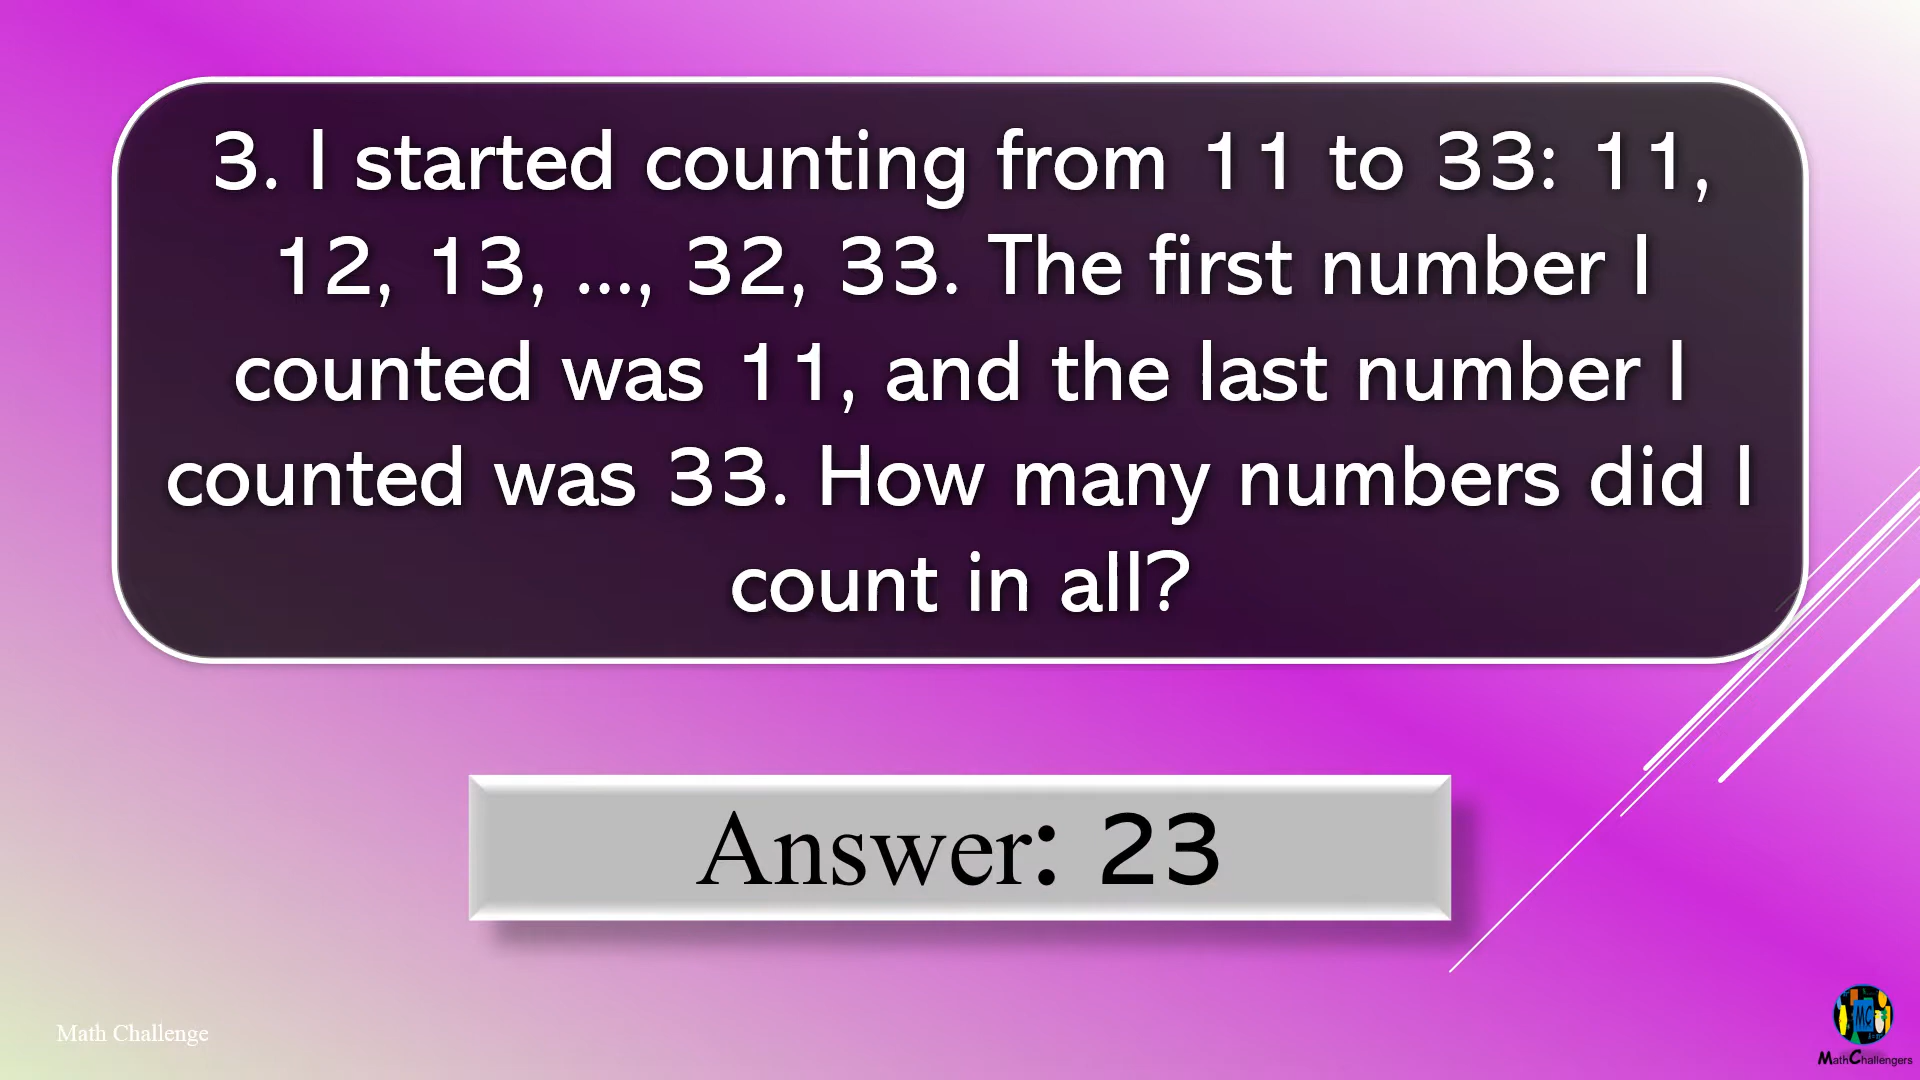 3. I started counting from 11 to 33: 11,
12, 13, ..., 32, 33. The first number I
counted was 11, and the last number I
counted was 33. How many numbers did I
count in all?
Answer: 23
Math Challenge
MC
MathChallengers